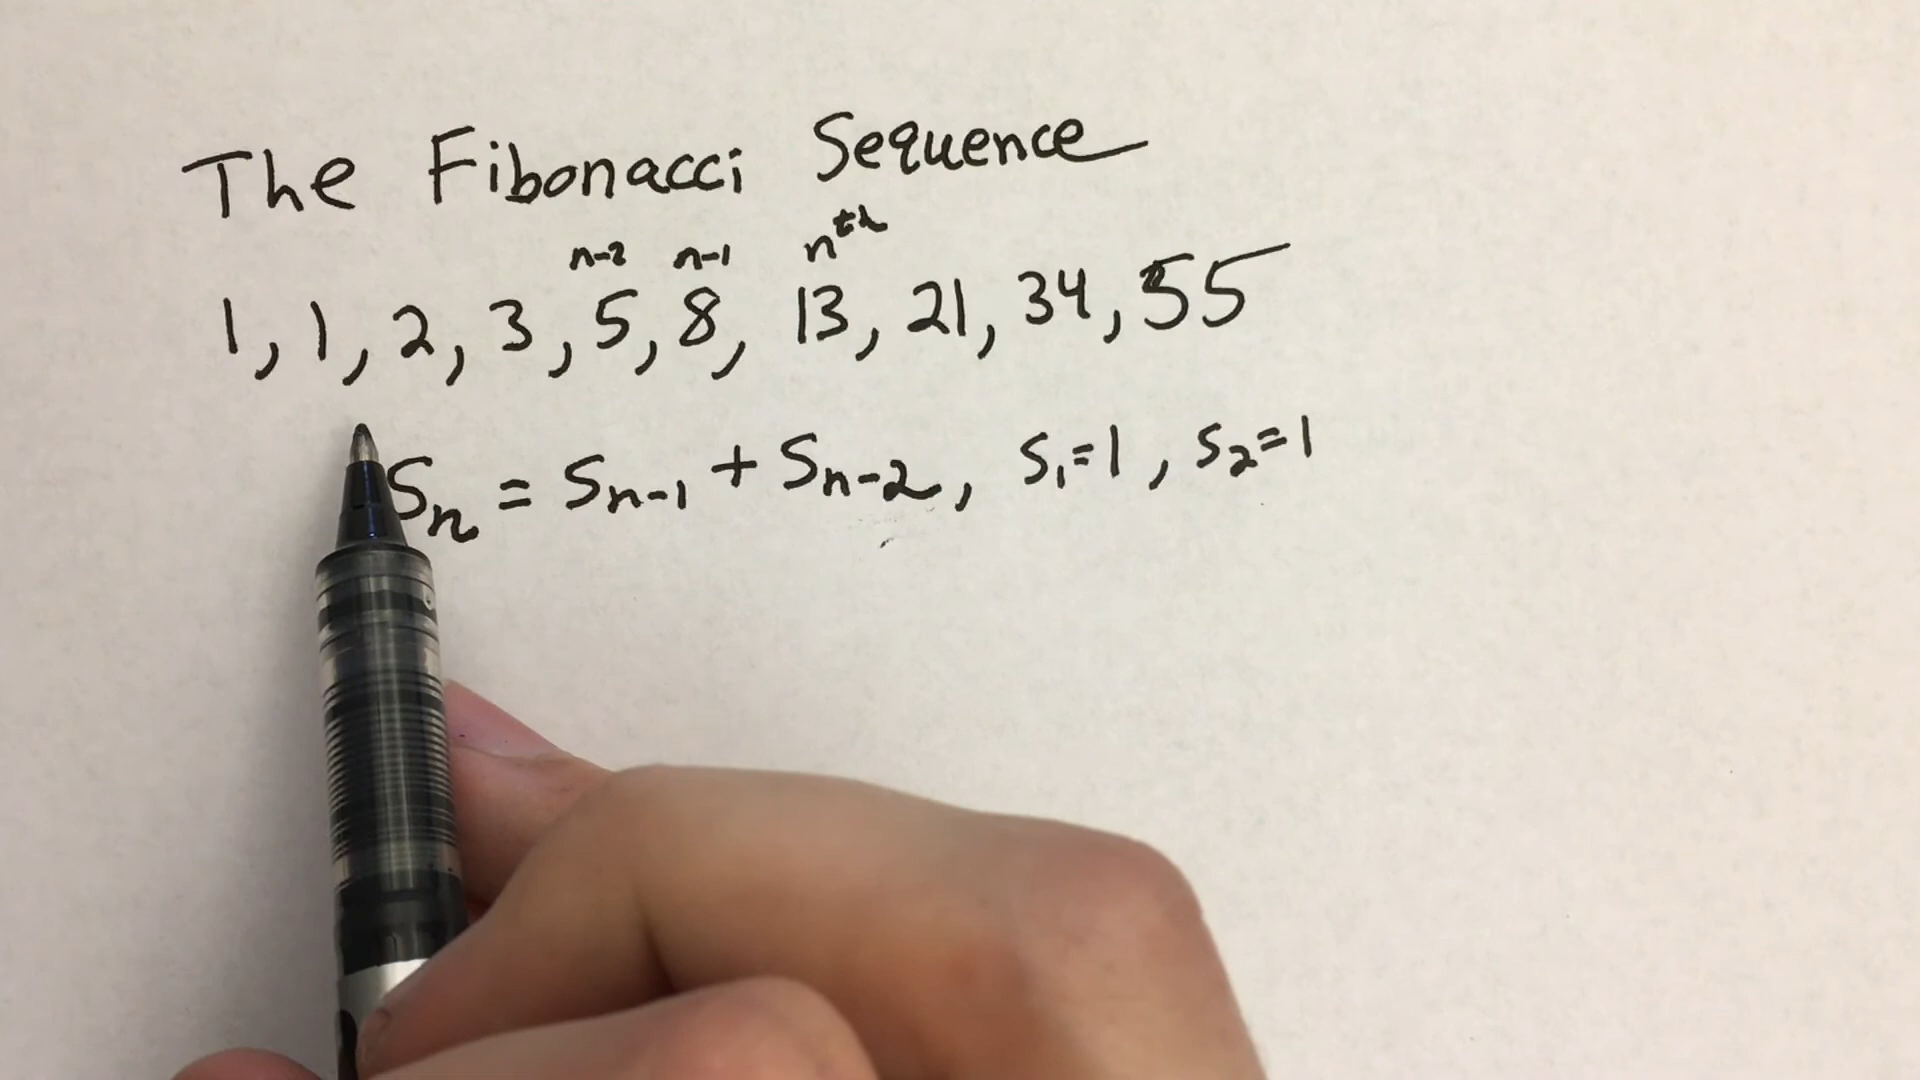 The Fibonacci Sequence
n-2 n-1 nth
1, 1, 2, 3, 5, 8, 13, 21, 34, 55
Sn = Sn-1 + Sn-2, S1=1, S2=1